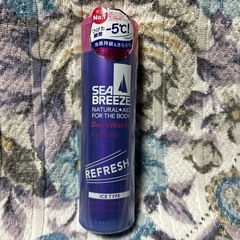 No.1
-5℃!
SEA
BREEZE
NATURAL+AID
FOR THE BODY
Deo&Water
REFRESH
ICE TYPE